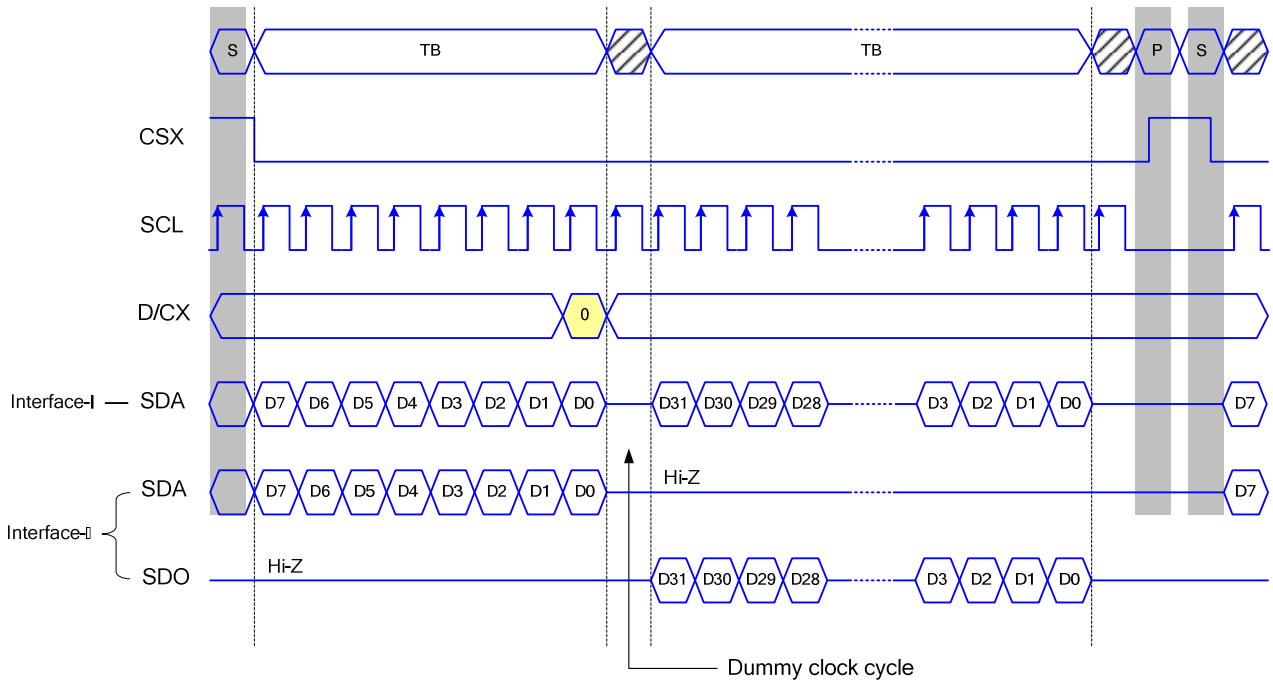 S TB TB P S
CSX
SCL
D/CX 0
Interface-I SDA D7 D6 D5 D4 D3 D2 D1 D0 D31 D30 D29 D28 D3 D2 D1 D0 D7
SDA D7 D6 D5 D4 D3 D2 D1 D0 Hi-Z D7
Interface-▯
SDO Hi-Z D31 D30 D29 D28 D3 D2 D1 D0
Dummy clock cycle